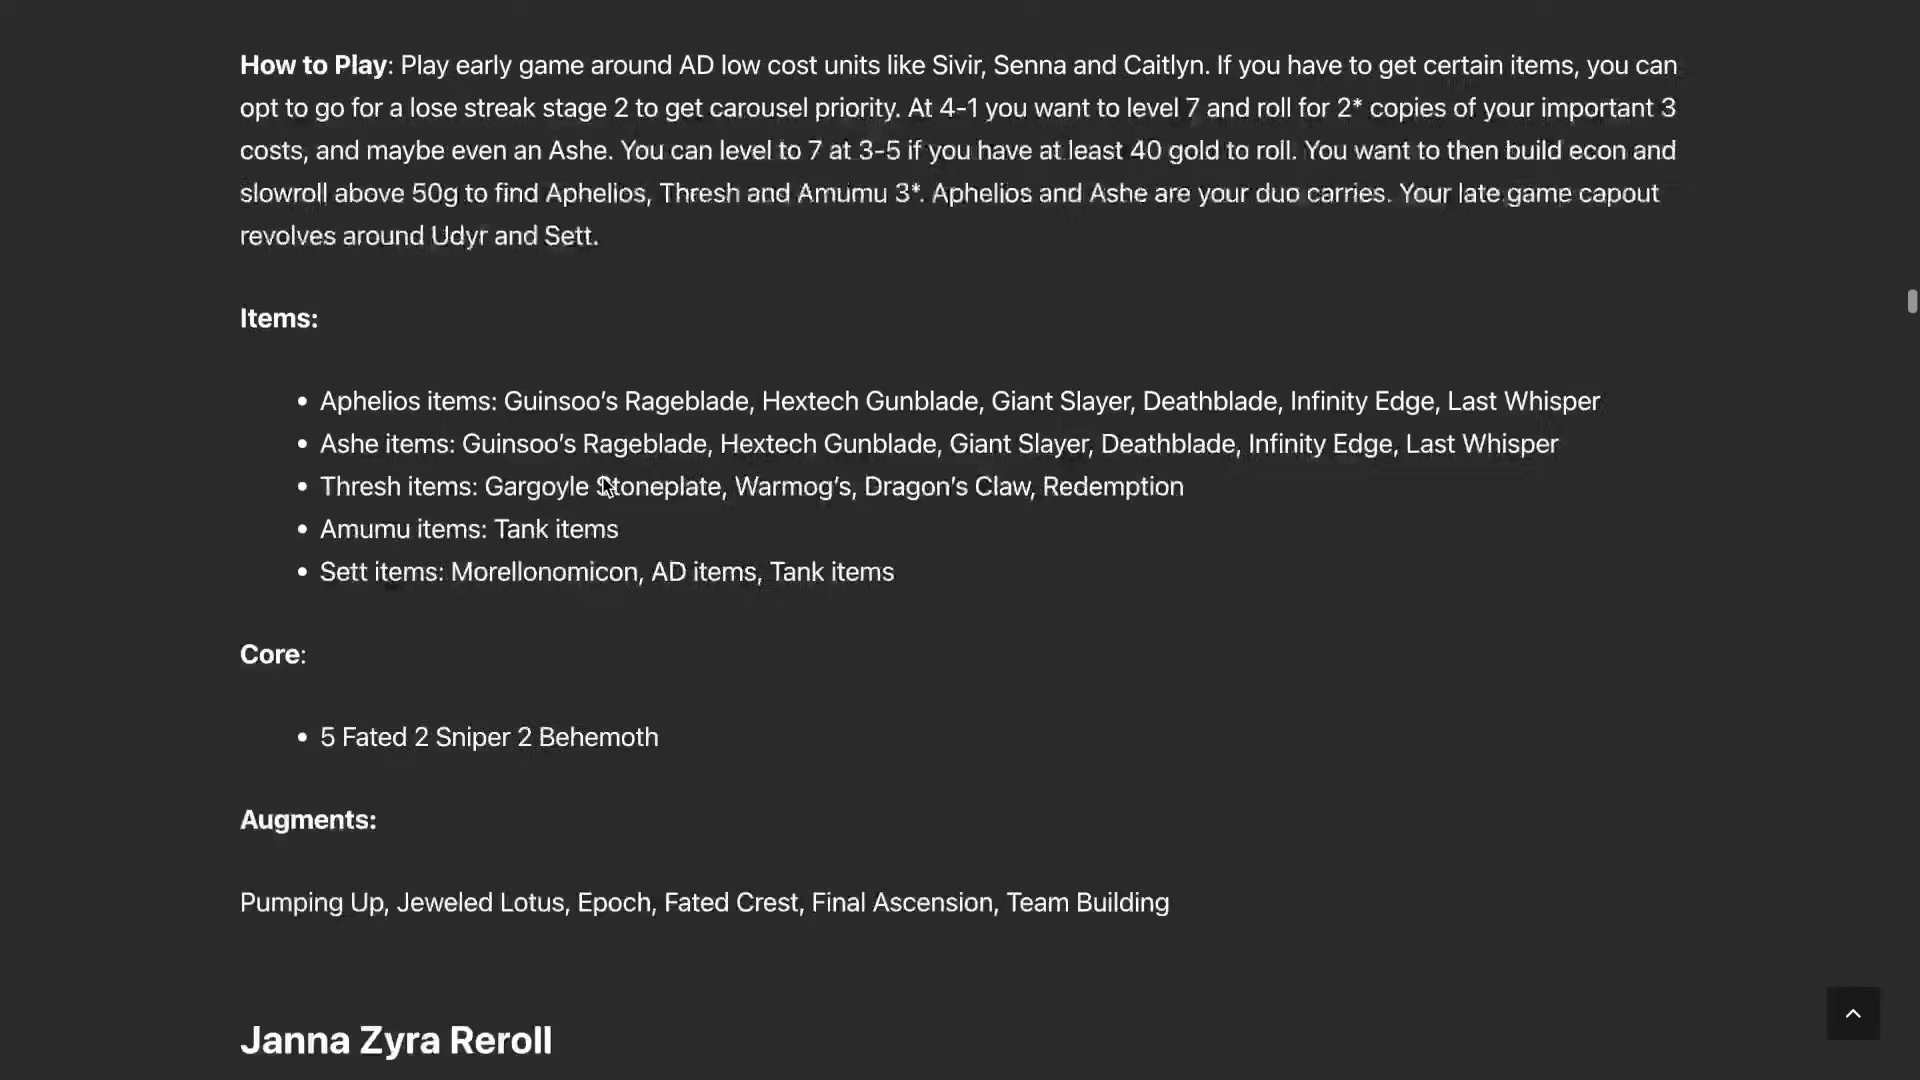 How to Play: Play early game around AD low cost units like Sivir, Senna and Caitlyn. If you have to get certain items, you can
opt to go for a lose streak stage 2 to get carousel priority. At 4-1 you want to level 7 and roll for 2* copies of your important 3
costs, and maybe even an Ashe. You can level to 7 at 3-5 if you have at least 40 gold to roll. You want to then build econ and
slowroll above 50g to find Aphelios, Thresh and Amumu 3*. Aphelios and Ashe are your duo carries. Your late game capout
revolves around Udyr and Sett.
Items:
• Aphelios items: Guinsoo’s Rageblade, Hextech Gunblade, Giant Slayer, Deathblade, Infinity Edge, Last Whisper
• Ashe items: Guinsoo’s Rageblade, Hextech Gunblade, Giant Slayer, Deathblade, Infinity Edge, Last Whisper
• Thresh items: Gargoyle Stoneplate, Warmog’s, Dragon’s Claw, Redemption
• Amumu items: Tank items
• Sett items: Morellonomicon, AD items, Tank items
Core:
• 5 Fated 2 Sniper 2 Behemoth
Augments:
Pumping Up, Jeweled Lotus, Epoch, Fated Crest, Final Ascension, Team Building
Janna Zyra Reroll